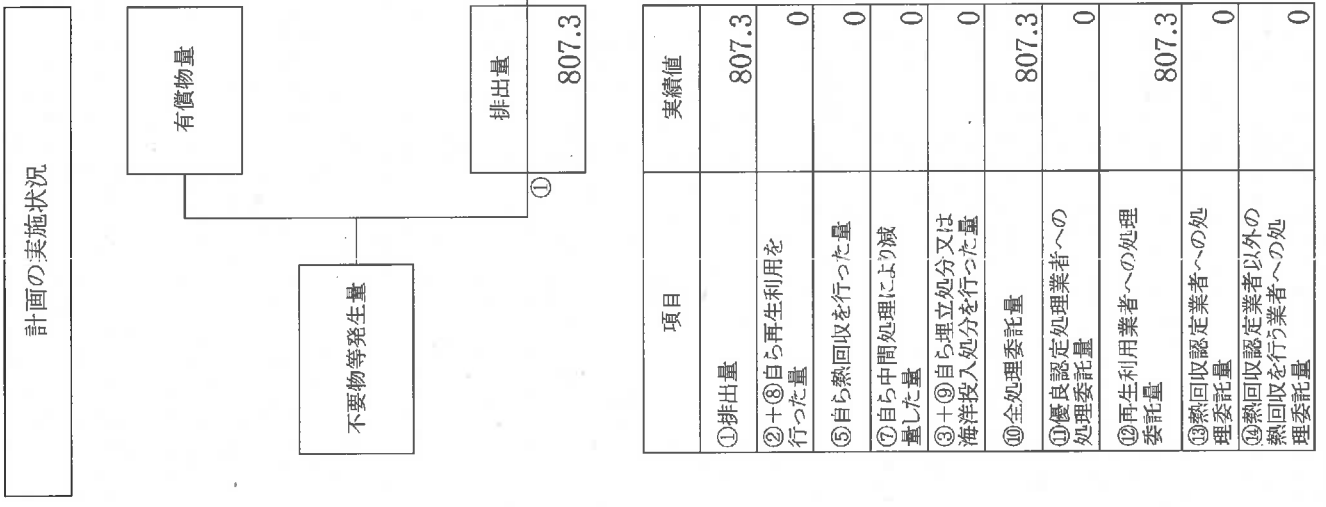 計画の実施状況
不要物等発生量
有償物量
①
排出量
807.3
項目
実績値
①排出量
807.3
②+⑧自ら再生利用を
行った量
0
⑤自ら熱回収を行った量
0
⑦自ら中間処理により減
量した量
0
③+⑨自ら埋立処分又は
海洋投入処分を行った量
0
⑩全処理委託量
807.3
⑪優良認定処理業者への
処理委託量
0
⑫再生利用業者への処理
委託量
807.3
⑬熱回収認定業者への処
理委託量
0
⑭熱回収認定業者以外の
熱回収を行う業者への処
理委託量
0